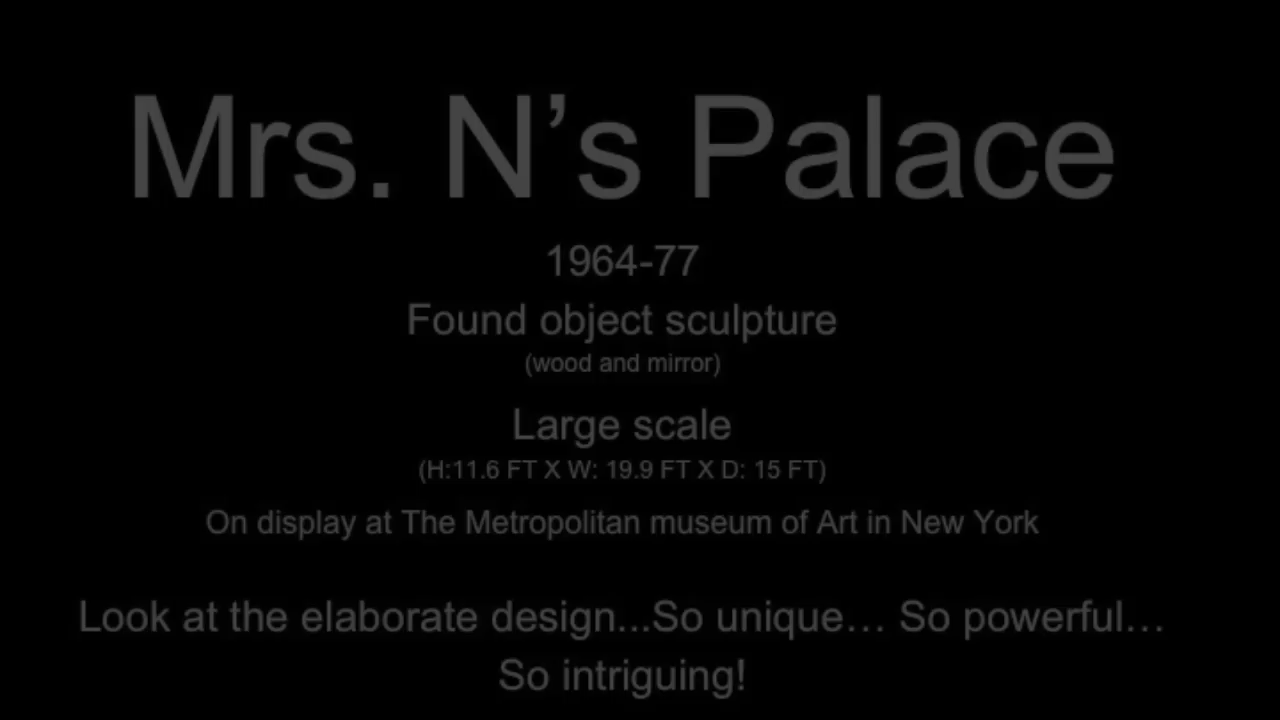 Mrs. N’s Palace
1964-77
Found object sculpture
(wood and mirror)
Large scale
(H:11.6 FT X W: 19.9 FT X D: 15 FT)
On display at The Metropolitan museum of Art in New York
Look at the elaborate design...So unique… So powerful…
So intriguing!